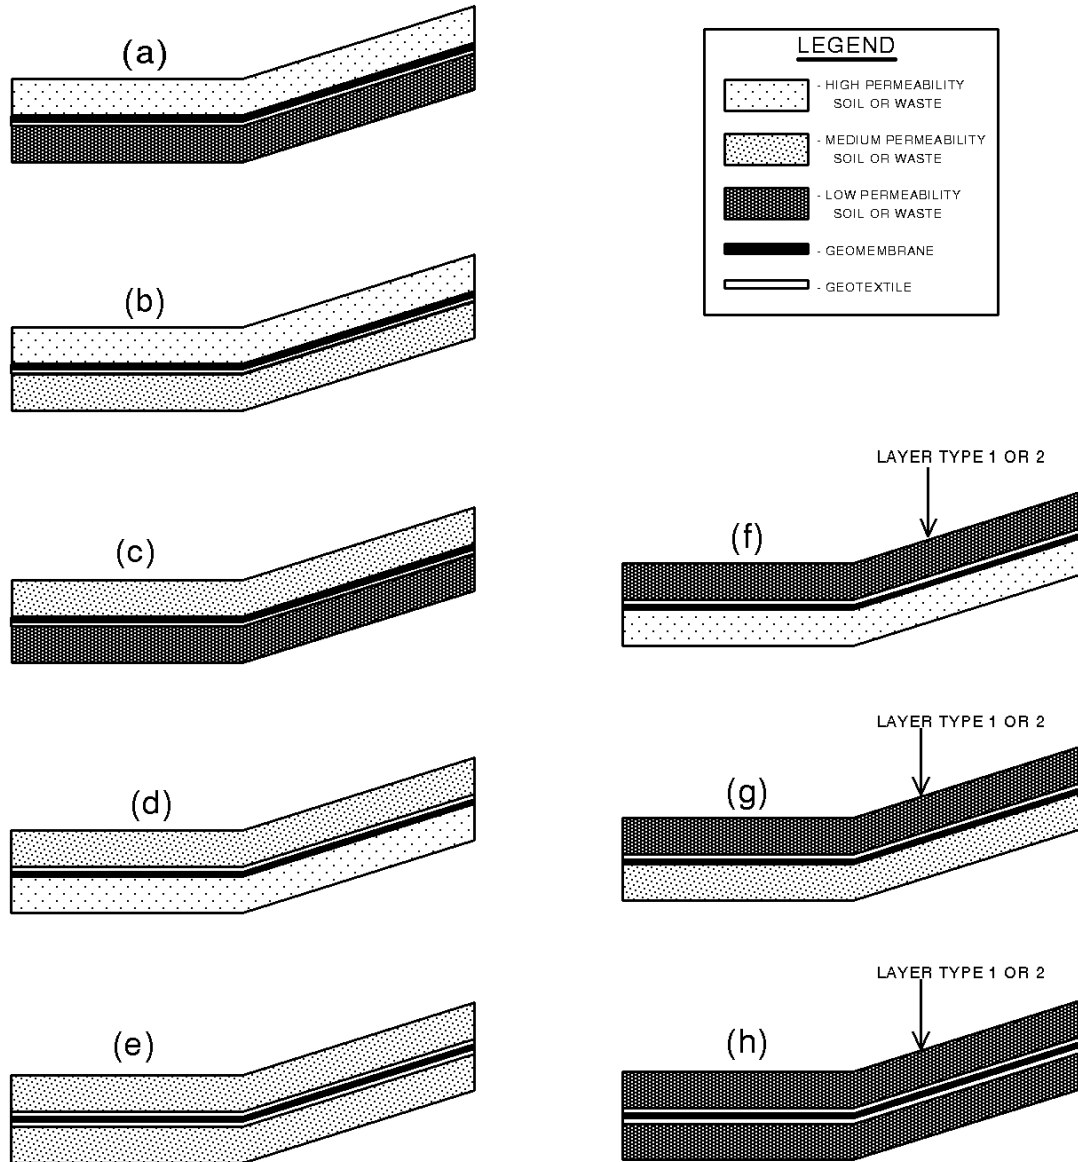 (a)
LEGEND
- HIGH PERMEABILITY
SOIL OR WASTE
- MEDIUM PERMEABILITY
SOIL OR WASTE
- LOW PERMEABILITY
SOIL OR WASTE
- GEOMEMBRANE
- GEOTEXTILE
(b)
(c)
LAYER TYPE 1 OR 2
(f)
(d)
LAYER TYPE 1 OR 2
(g)
(e)
LAYER TYPE 1 OR 2
(h)